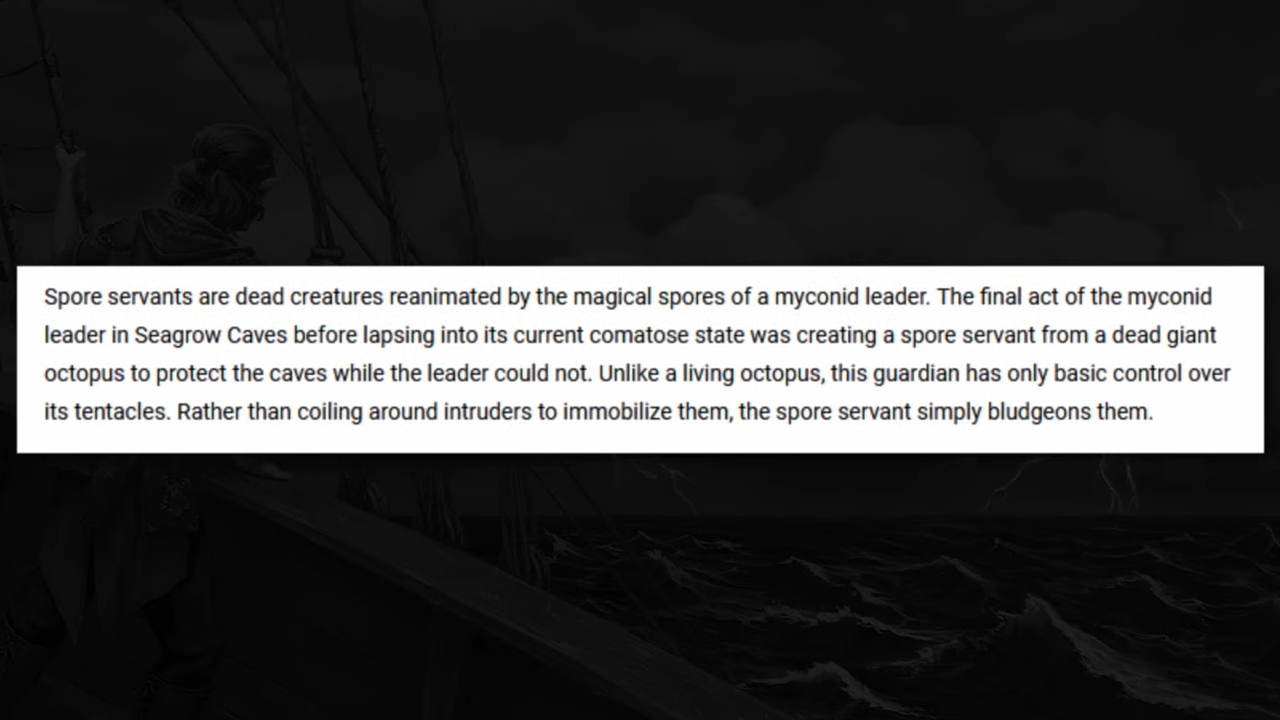 Spore servants are dead creatures reanimated by the magical spores of a myconid leader. The final act of the myconid
leader in Seagrow Caves before lapsing into its current comatose state was creating a spore servant from a dead giant
octopus to protect the caves while the leader could not. Unlike a living octopus, this guardian has only basic control over
its tentacles. Rather than coiling around intruders to immobilize them, the spore servant simply bludgeons them.